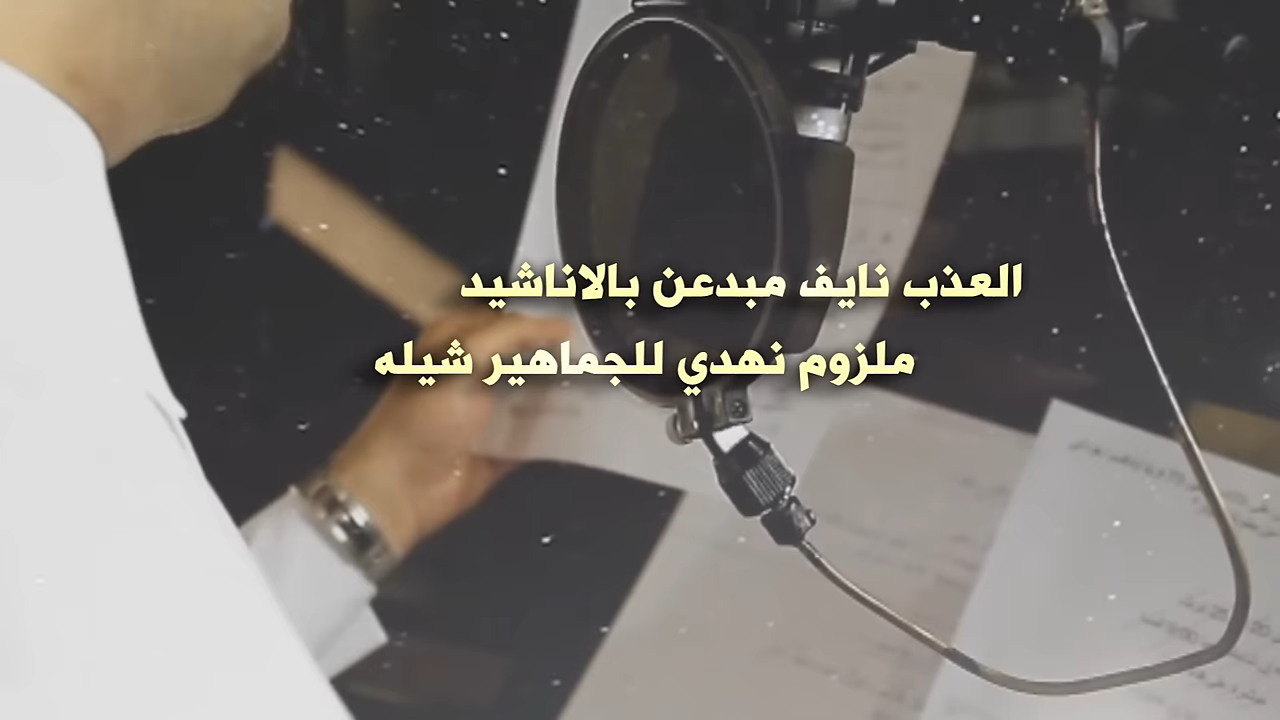 العذب نايف مبدعن بالاناشيد
ملزوم نهدي للجماهير شيله